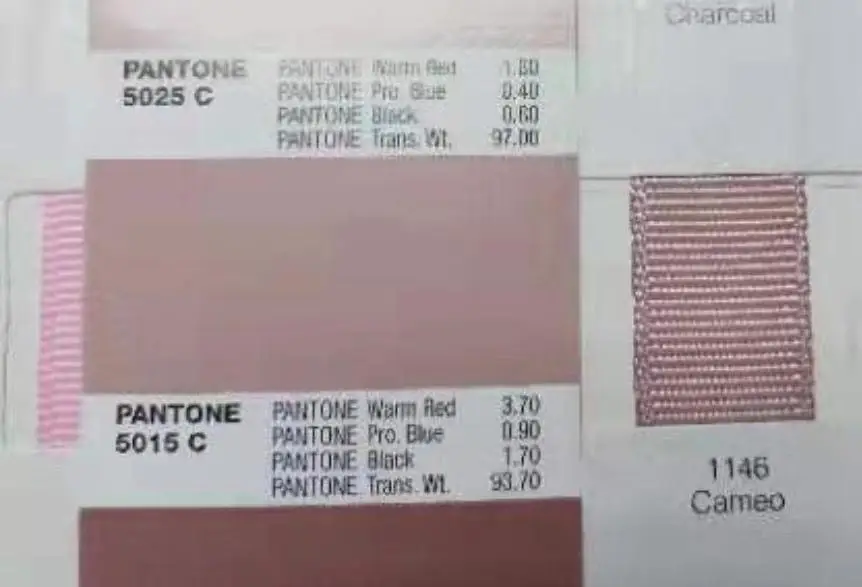 Charcoal
PANTONE 5025 C
PANTONE Warm Red 1.80
PANTONE Pro. Blue 0.40
PANTONE Black 0.60
PANTONE Trans. Wt. 97.00
PANTONE 5015 C
PANTONE Warm Red 3.70
PANTONE Pro. Blue 0.90
PANTONE Black 1.70
PANTONE Trans. Wt. 93.70
1146
Cameo